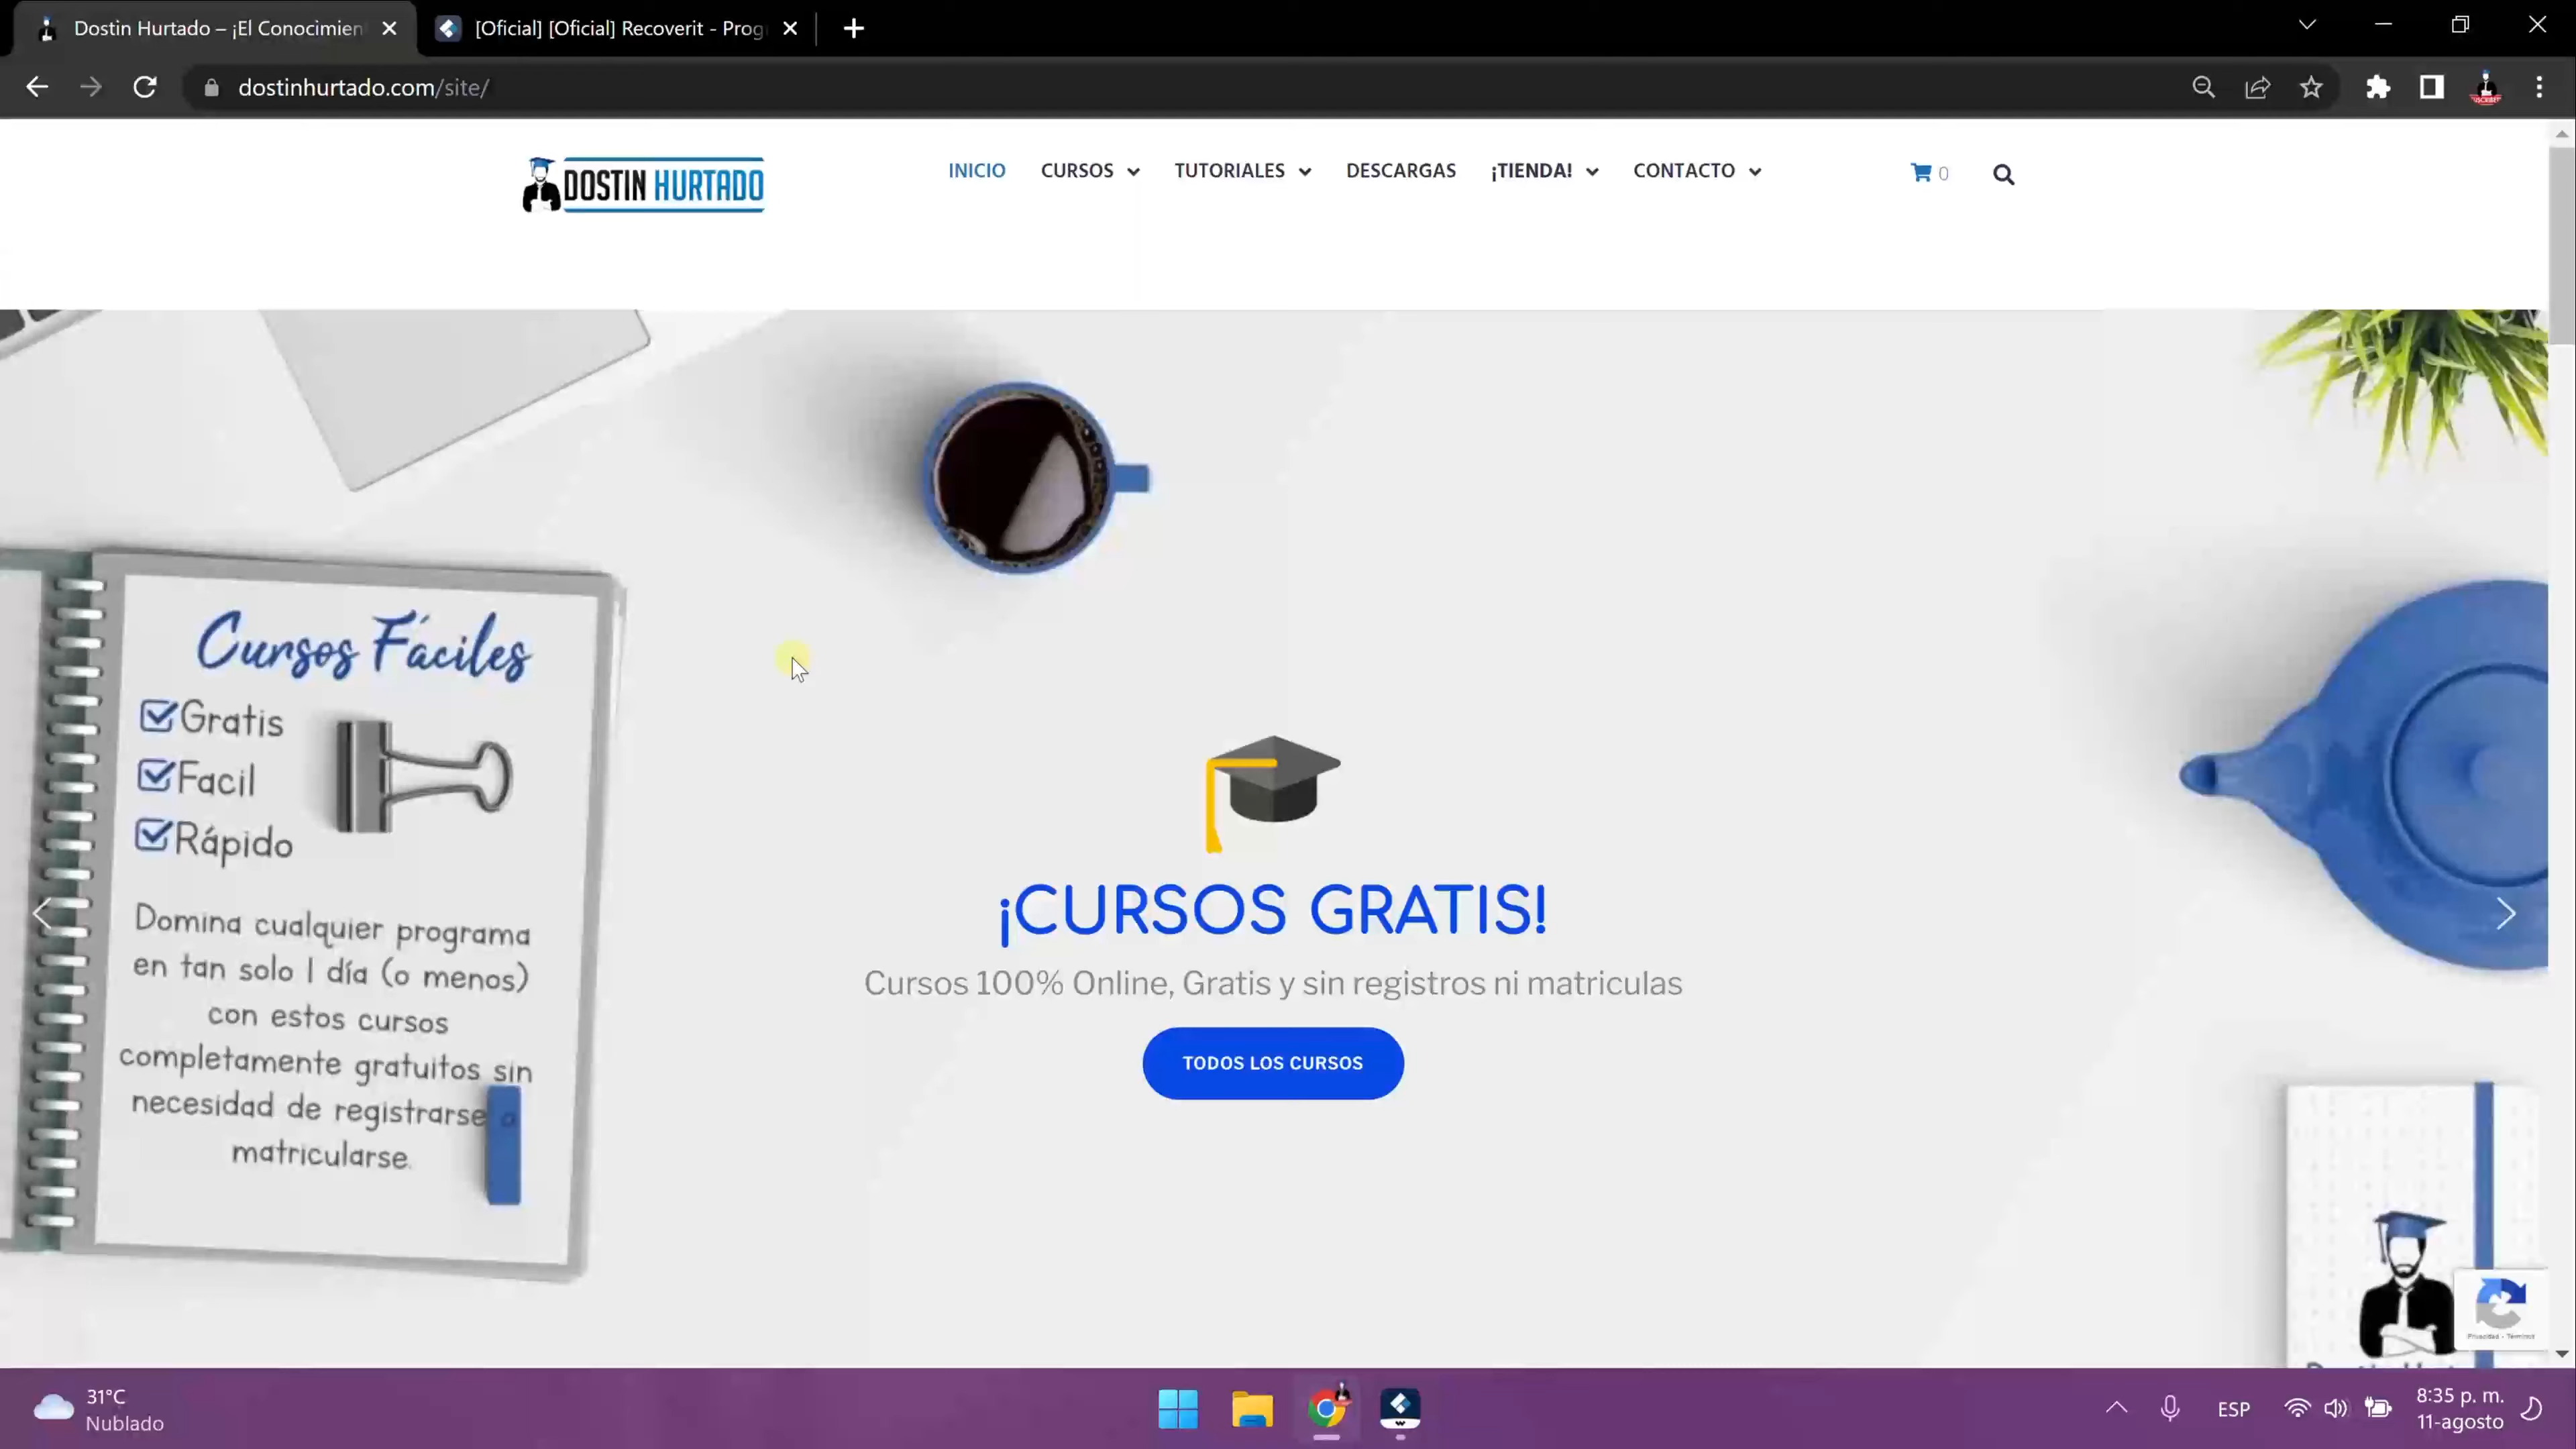 Dostin Hurtado – ¡El Conocimien
[Oficial] [Oficial] Recoverit - Prog
dostinhurtado.com/site/
DOSTIN HURTADO
INICIO
CURSOS
TUTORIALES
DESCARGAS
¡TIENDA!
CONTACTO
0
Cursos Fáciles
Gratis
Facil
Rápido
Domina cualquier programa
en tan solo 1 día (o menos)
con estos cursos
completamente gratuitos sin
necesidad de registrarse o
matricularse.
¡CURSOS GRATIS!
Cursos 100% Online, Gratis y sin registros ni matriculas
TODOS LOS CURSOS
Privacidad - Términos
31°C
Nublado
ESP
8:35 p. m.
11-agosto